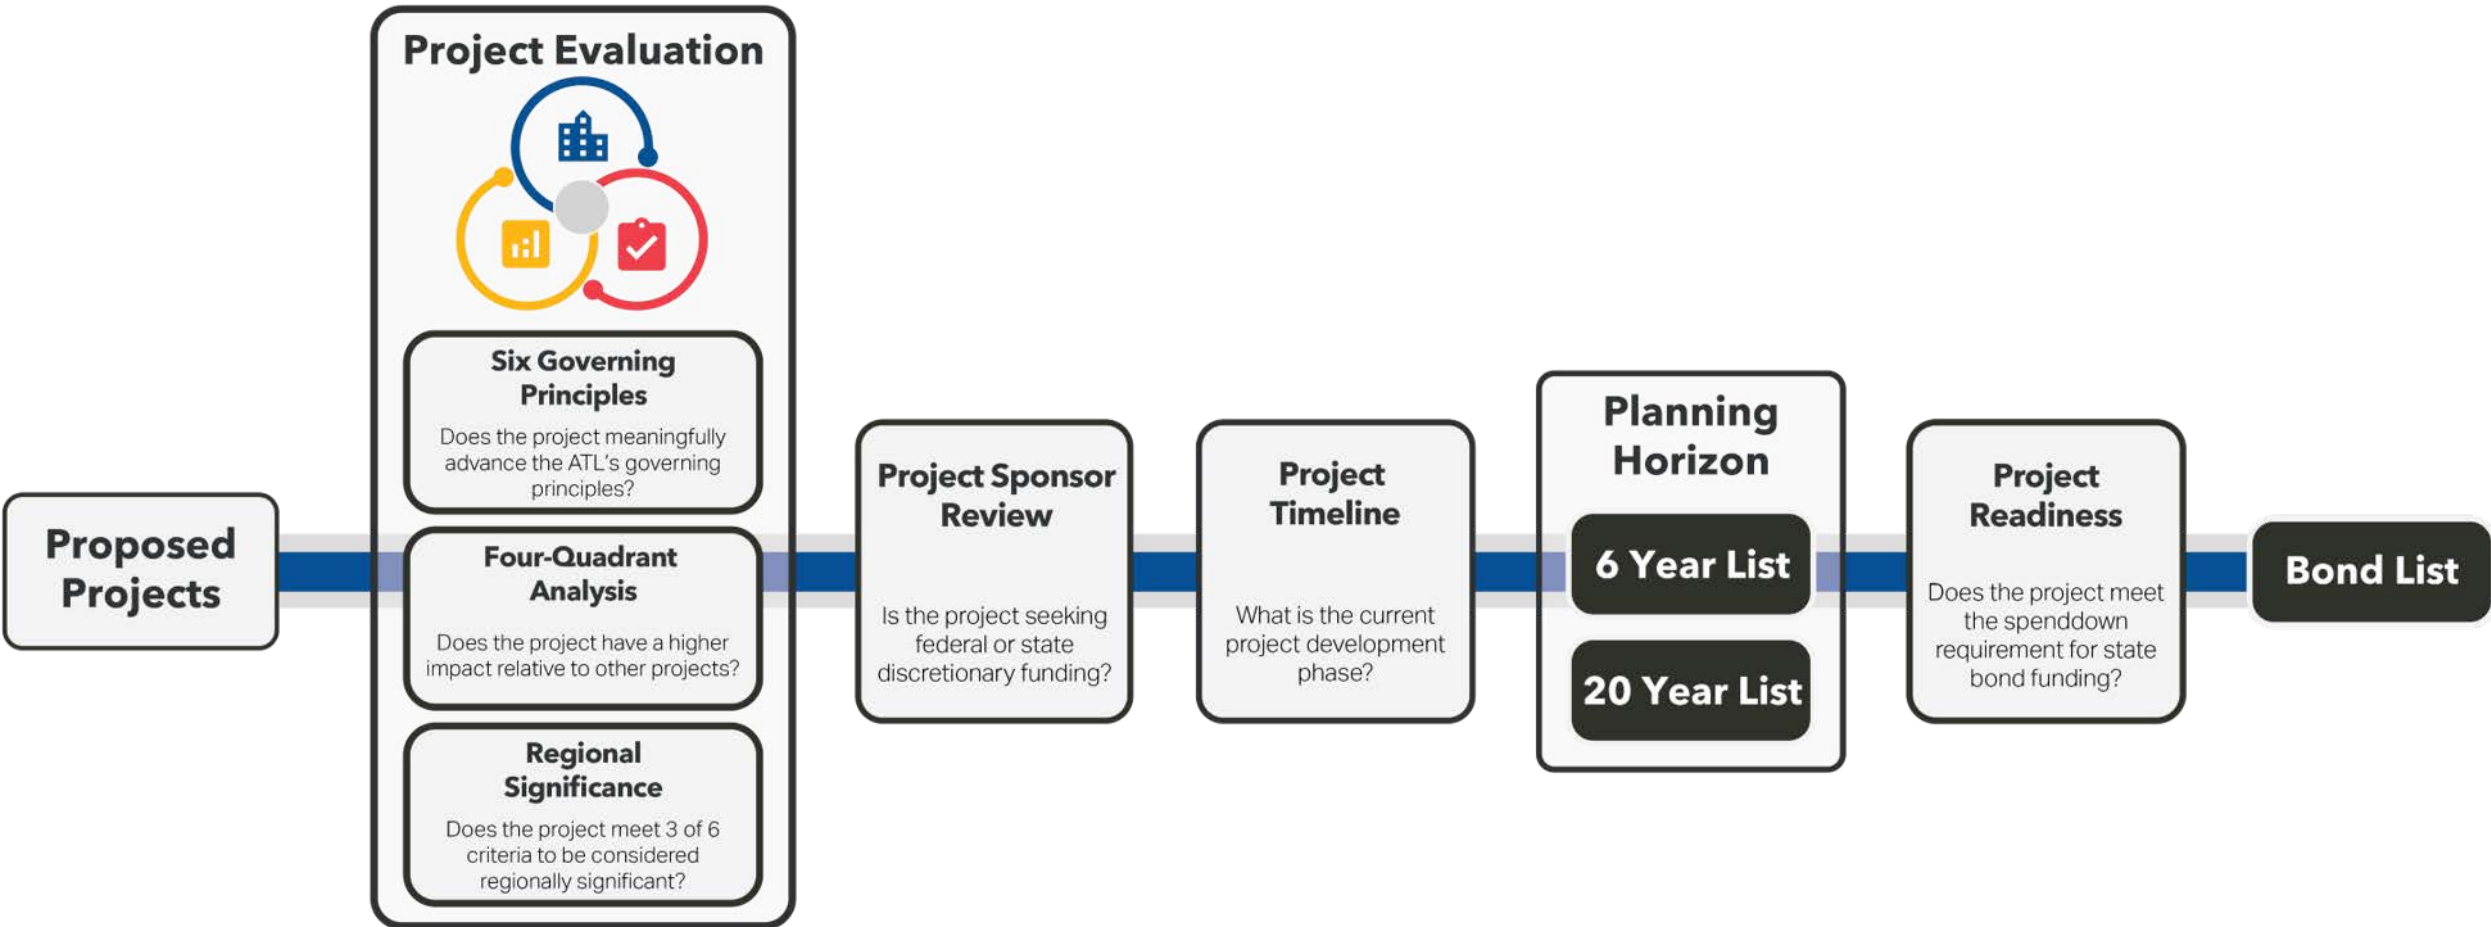 Proposed
Projects
Project Evaluation
Six Governing
Principles
Does the project meaningfully
advance the ATL's governing
principles?
Four-Quadrant
Analysis
Does the project have a higher
impact relative to other projects?
Regional
Significance
Does the project meet 3 of 6
criteria to be considered
regionally significant?
Project Sponsor
Review
Is the project seeking
federal or state
discretionary funding?
Project
Timeline
What is the current
project development
phase?
Planning
Horizon
6 Year List
20 Year List
Project
Readiness
Does the project meet
the spenddown
requirement for state
bond funding?
Bond List